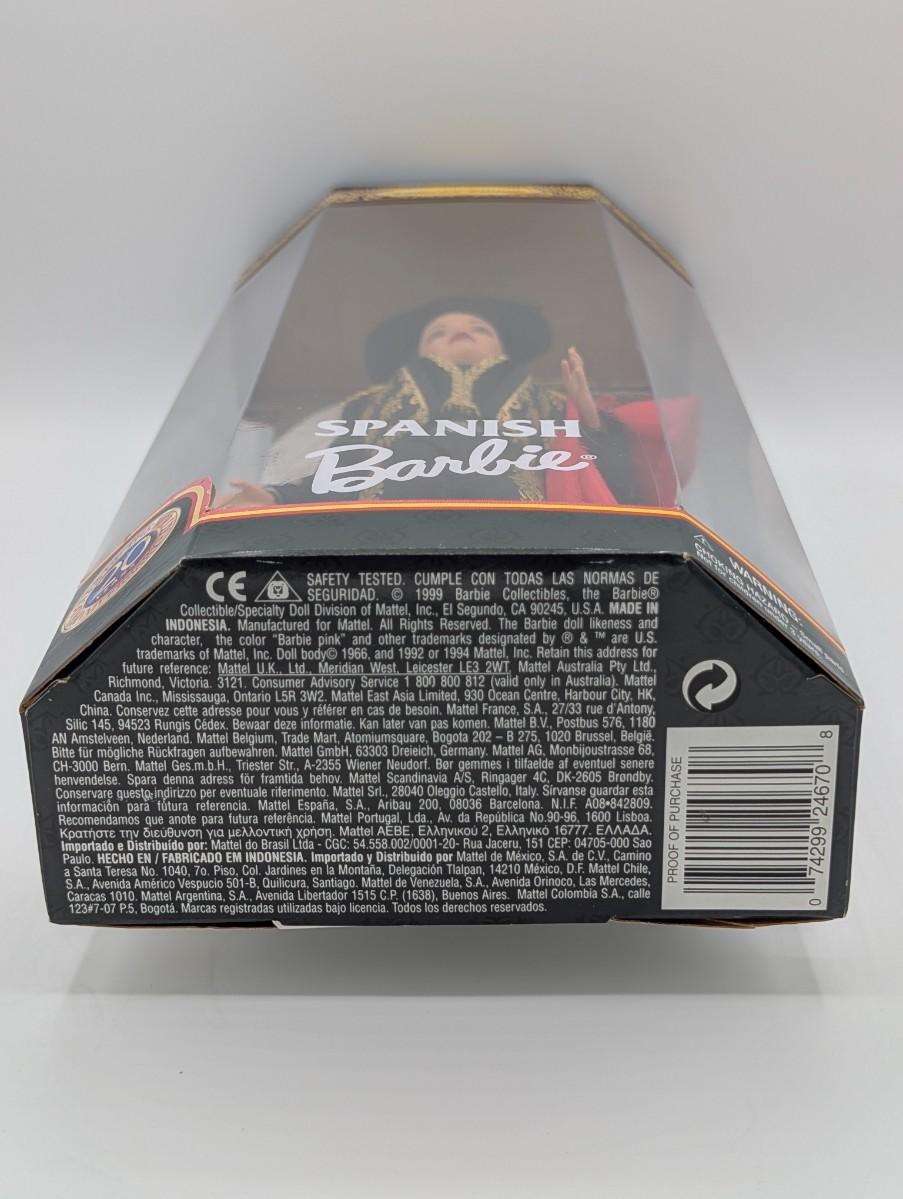 SPANISH
Barbie®
WARNING:
CHOKING HAZARD – Small parts
Not for children under 3 years.
CE SAFETY TESTED. CUMPLE CON TODAS LAS NORMAS DE
SEGURIDAD. © 1999 Barbie Collectibles, the Barbie®
Collectible/Specialty Doll Division of Mattel, Inc., El Segundo, CA 90245, U.S.A. MADE IN
INDONESIA. Manufactured for Mattel. All Rights Reserved. The Barbie doll likeness and
character, the color "Barbie pink" and other trademarks designated by ® & ™ are U.S.
trademarks of Mattel, Inc. Doll body© 1966, and 1992 or 1994 Mattel, Inc. Retain this address for
future reference: Mattel U.K., Ltd., Meridian West, Leicester LE3 2WT. Mattel Australia Pty Ltd.,
Richmond, Victoria. 3121. Consumer Advisory Service 1 800 800 812 (valid only in Australia). Mattel
Canada Inc., Mississauga, Ontario L5R 3W2. Mattel East Asia Limited, 930 Ocean Centre, Harbour City, HK,
China. Conservez cette adresse pour vous y référer en cas de besoin. Mattel France, S.A., 27/33 rue d'Antony,
Silic 145, 94523 Rungis Cédex. Bewaar deze informatie. Kan later van pas komen. Mattel B.V., Postbus 576, 1180
AN Amstelveen, Nederland. Mattel Belgium, Trade Mart, Atomiumsquare, Bogota 202 – B 275, 1020 Brussel, België.
Bitte für mögliche Rückfragen aufbewahren. Mattel GmbH, 63303 Dreieich, Germany. Mattel AG, Monbijoustrasse 68,
CH-3000 Bern. Mattel Ges.m.b.H., Triester Str., A-2355 Wiener Neudorf. Bør gemmes i tilfaelde af eventuel senere
henvendelse. Spara denna adress för framtida behov. Mattel Scandinavia A/S, Ringager 4C, DK-2605 Brøndby.
Conservare questo indirizzo per eventuale riferimento. Mattel Srl., 28040 Oleggio Castello, Italy. Sírvanse guardar esta
información para futura referencia. Mattel España, S.A., Aribau 200, 08036 Barcelona. N.I.F. A08•842809.
Recomendamos que anote para futura referência. Mattel Portugal, Lda., Av. da República No.90-96, 1600 Lisboa.
Κρατήστε την διεύθυνση για μελλοντική χρήση. Mattel ΑΕΒΕ, Ελληνικού 2, Ελληνικό 16777. ΕΛΛΑΔΑ.
Importado e Distribuído por: Mattel do Brasil Ltda - CGC: 54.558.002/0001-20- Rua Jaceru, 151 CEP: 04705-000 Sao
Paulo. HECHO EN / FABRICADO EM INDONESIA. Importado y Distribuido por Mattel de México, S.A. de C.V., Camino
a Santa Teresa No. 1040, 7o. Piso, Col. Jardines en la Montaña, Delegación Tlalpan, 14210 México, D.F. Mattel Chile,
S.A., Avenida Américo Vespucio 501-B, Quilicura, Santiago. Mattel de Venezuela, S.A., Avenida Orinoco, Las Mercedes,
Caracas 1010. Mattel Argentina, S.A., Avenida Libertador 1515 C.P. (1638), Buenos Aires. Mattel Colombia S.A., calle
123#7-07 P.5, Bogotá. Marcas registradas utilizadas bajo licencia. Todos los derechos reservados.
PROOF OF PURCHASE
0 74299 24670 8